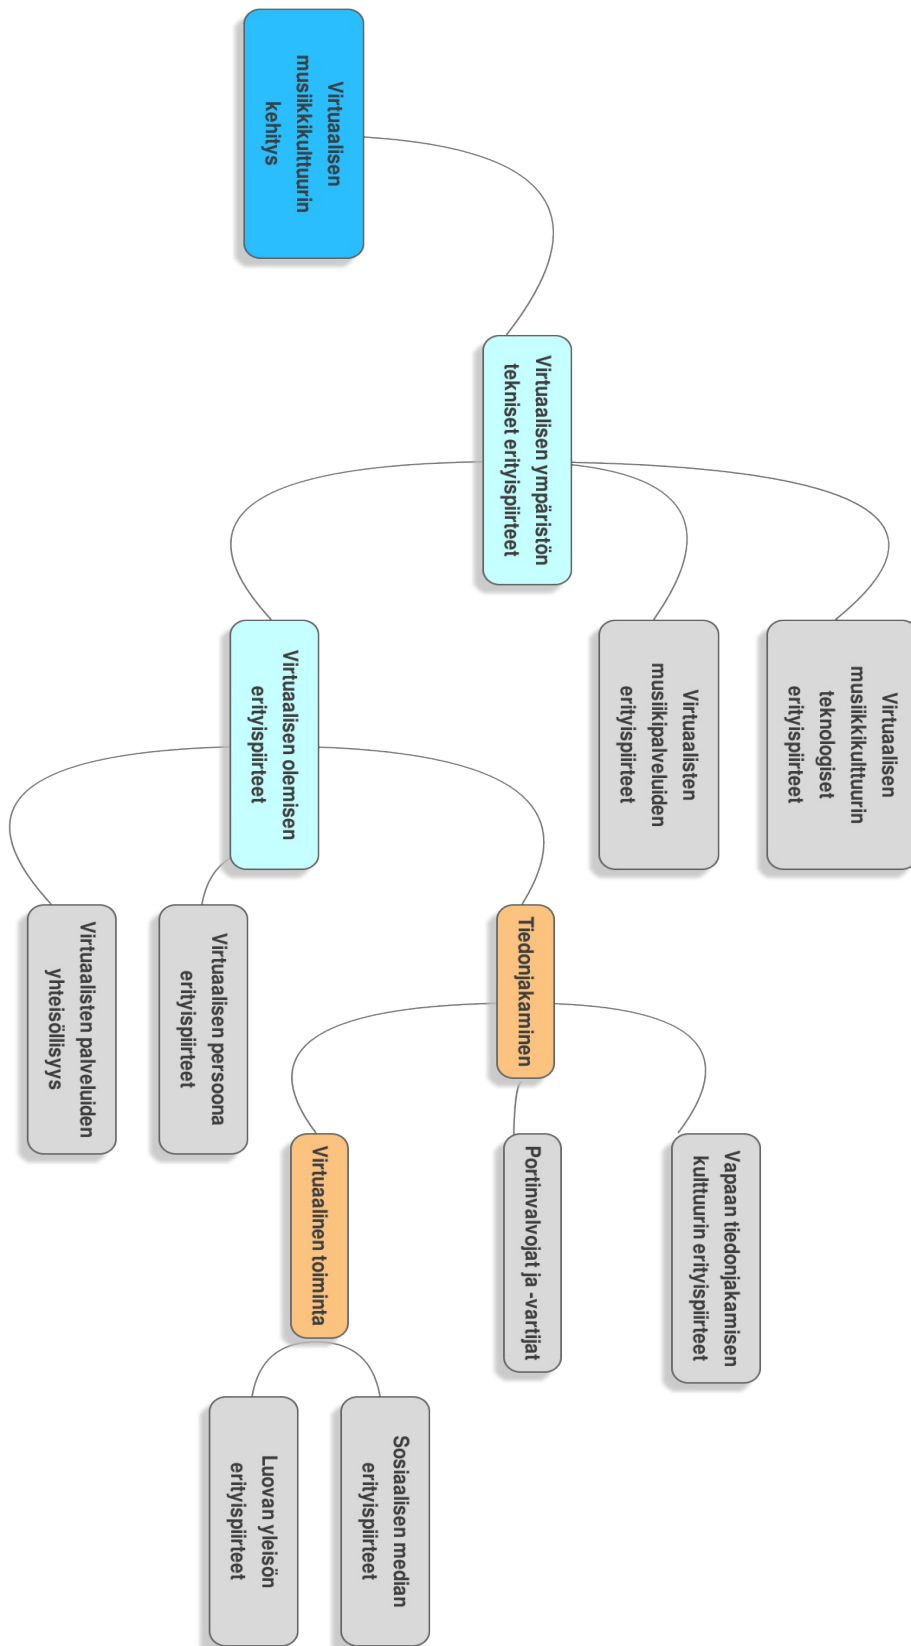 Virtuaalisen
musiikkikulttuurin
kehitys
Virtuaalisen ympäristön
tekniset erityispiirteet
Virtuaalisen
musiikkikulttuurin
teknologiset
erityispiirteet
Virtuaalisten
musiikipalveluiden
erityispiirteet
Virtuaalisen olemisen
erityispiirteet
Tiedonjakaminen
Virtuaalisen persoona
erityispiirteet
Virtuaalisten palveluiden
yhteisöllisyys
Vapaan tiedonjakamisen
kulttuurin erityispiirteet
Portinvalvojat ja -vartijat
Virtuaalinen toiminta
Sosiaalisen median
erityispiirteet
Luovan yleisön
erityispiirteet